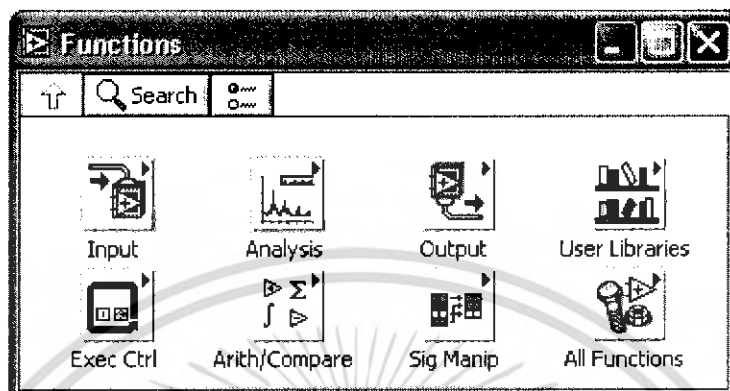 Functions
Search
Input Analysis Output User Libraries
Exec Ctrl Arith/Compare Sig Manip All Functions